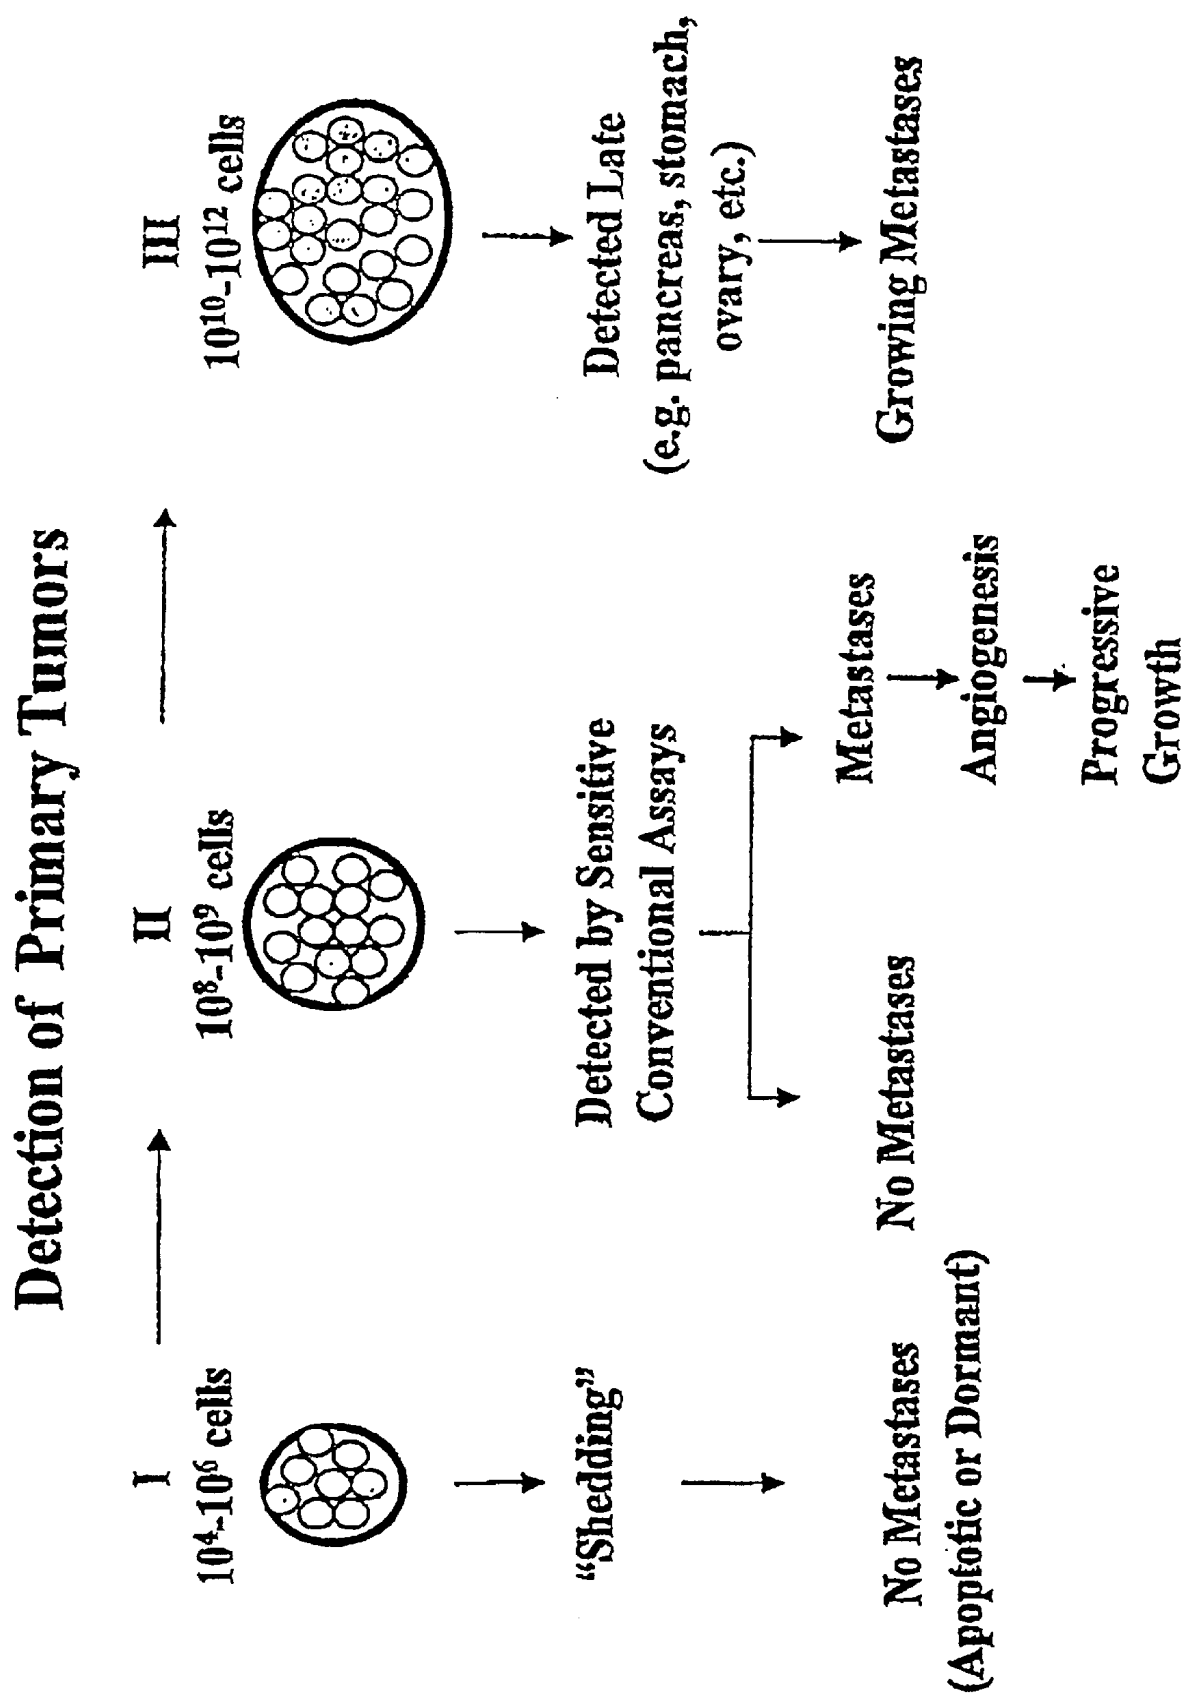 Detection of Primary Tumors
I
10⁴-10⁶ cells
"Shedding"
No Metastases
(Apoptotic or Dormant)
II
10⁸-10⁹ cells
Detected by Sensitive
Conventional Assays
No Metastases
Metastases
Angiogenesis
Progressive
Growth
III
10¹⁰-10¹² cells
Detected Late
(e.g. pancreas, stomach,
ovary, etc.)
Growing Metastases